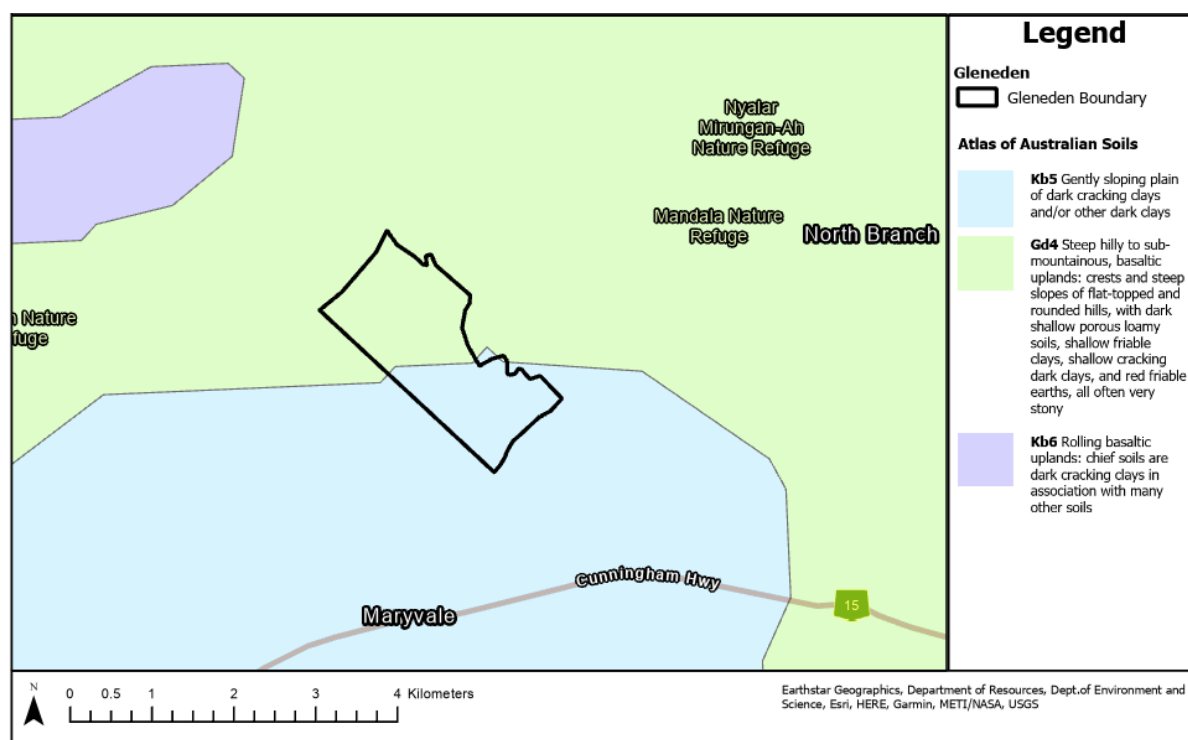 Nyalar
Mirungan-Ah
Nature Refuge
Mandala Nature
Refuge
North Branch
Nature
Cunningham Hwy
15
Maryvale
Legend
Gleneden
Gleneden Boundary
Atlas of Australian Soils
Kb5 Gently sloping plain
of dark cracking clays
and/or other dark clays
Gd4 Steep hilly to sub-
mountainous, basaltic
uplands: crests and steep
slopes of flat-topped and
rounded hills, with dark
shallow porous loamy
soils, shallow friable
clays, shallow cracking
dark clays, and red friable
earths, all often very
stony
Kb6 Rolling basaltic
uplands: chief soils are
dark cracking clays in
association with many
other soils
N
0 0.5 1 2 3 4 Kilometers
Earthstar Geographics, Department of Resources, Dept.of Environment and
Science, Esri, HERE, Garmin, METI/NASA, USGS